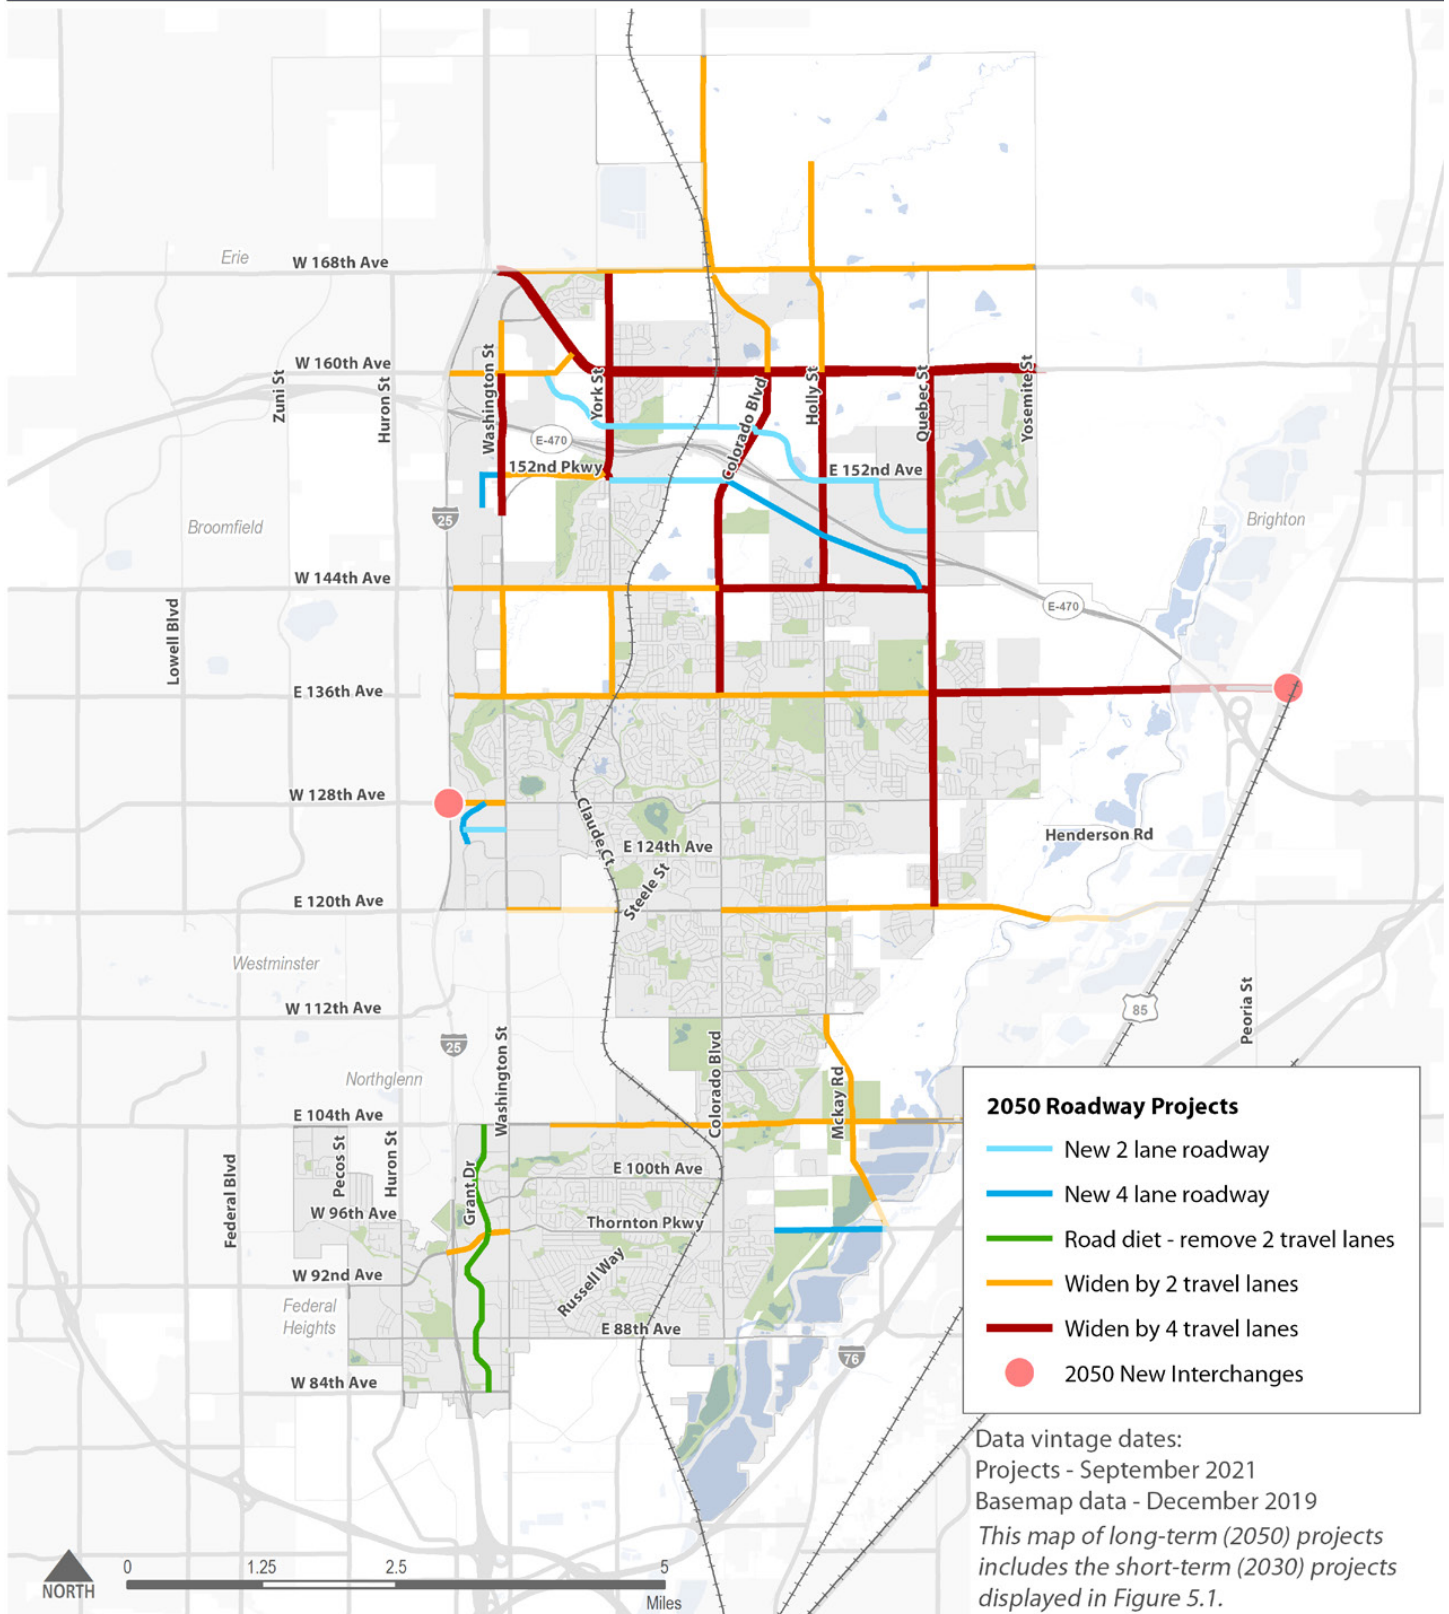 Erie
W 168th Ave
W 160th Ave
Zuni St
Huron St
Washington St
York St
Colorado Blvd
Holly St
Quebec St
Yosemite St
E-470
152nd Pkwy
E 152nd Ave
25
Broomfield
Brighton
W 144th Ave
E-470
Lowell Blvd
E 136th Ave
W 128th Ave
Claude Ct
E 124th Ave
Henderson Rd
Steele St
E 120th Ave
Westminster
W 112th Ave
85
Peoria St
25
Washington St
Colorado Blvd
Mckay Rd
Northglenn
E 104th Ave
Pecos St
Huron St
Grant Dr
Federal Blvd
E 100th Ave
W 96th Ave
Thornton Pkwy
Russell Way
W 92nd Ave
Federal
Heights
E 88th Ave
76
W 84th Ave
2050 Roadway Projects
New 2 lane roadway
New 4 lane roadway
Road diet - remove 2 travel lanes
Widen by 2 travel lanes
Widen by 4 travel lanes
2050 New Interchanges
Data vintage dates:
Projects - September 2021
Basemap data - December 2019
This map of long-term (2050) projects
includes the short-term (2030) projects
displayed in Figure 5.1.
NORTH
0 1.25 2.5 5
Miles